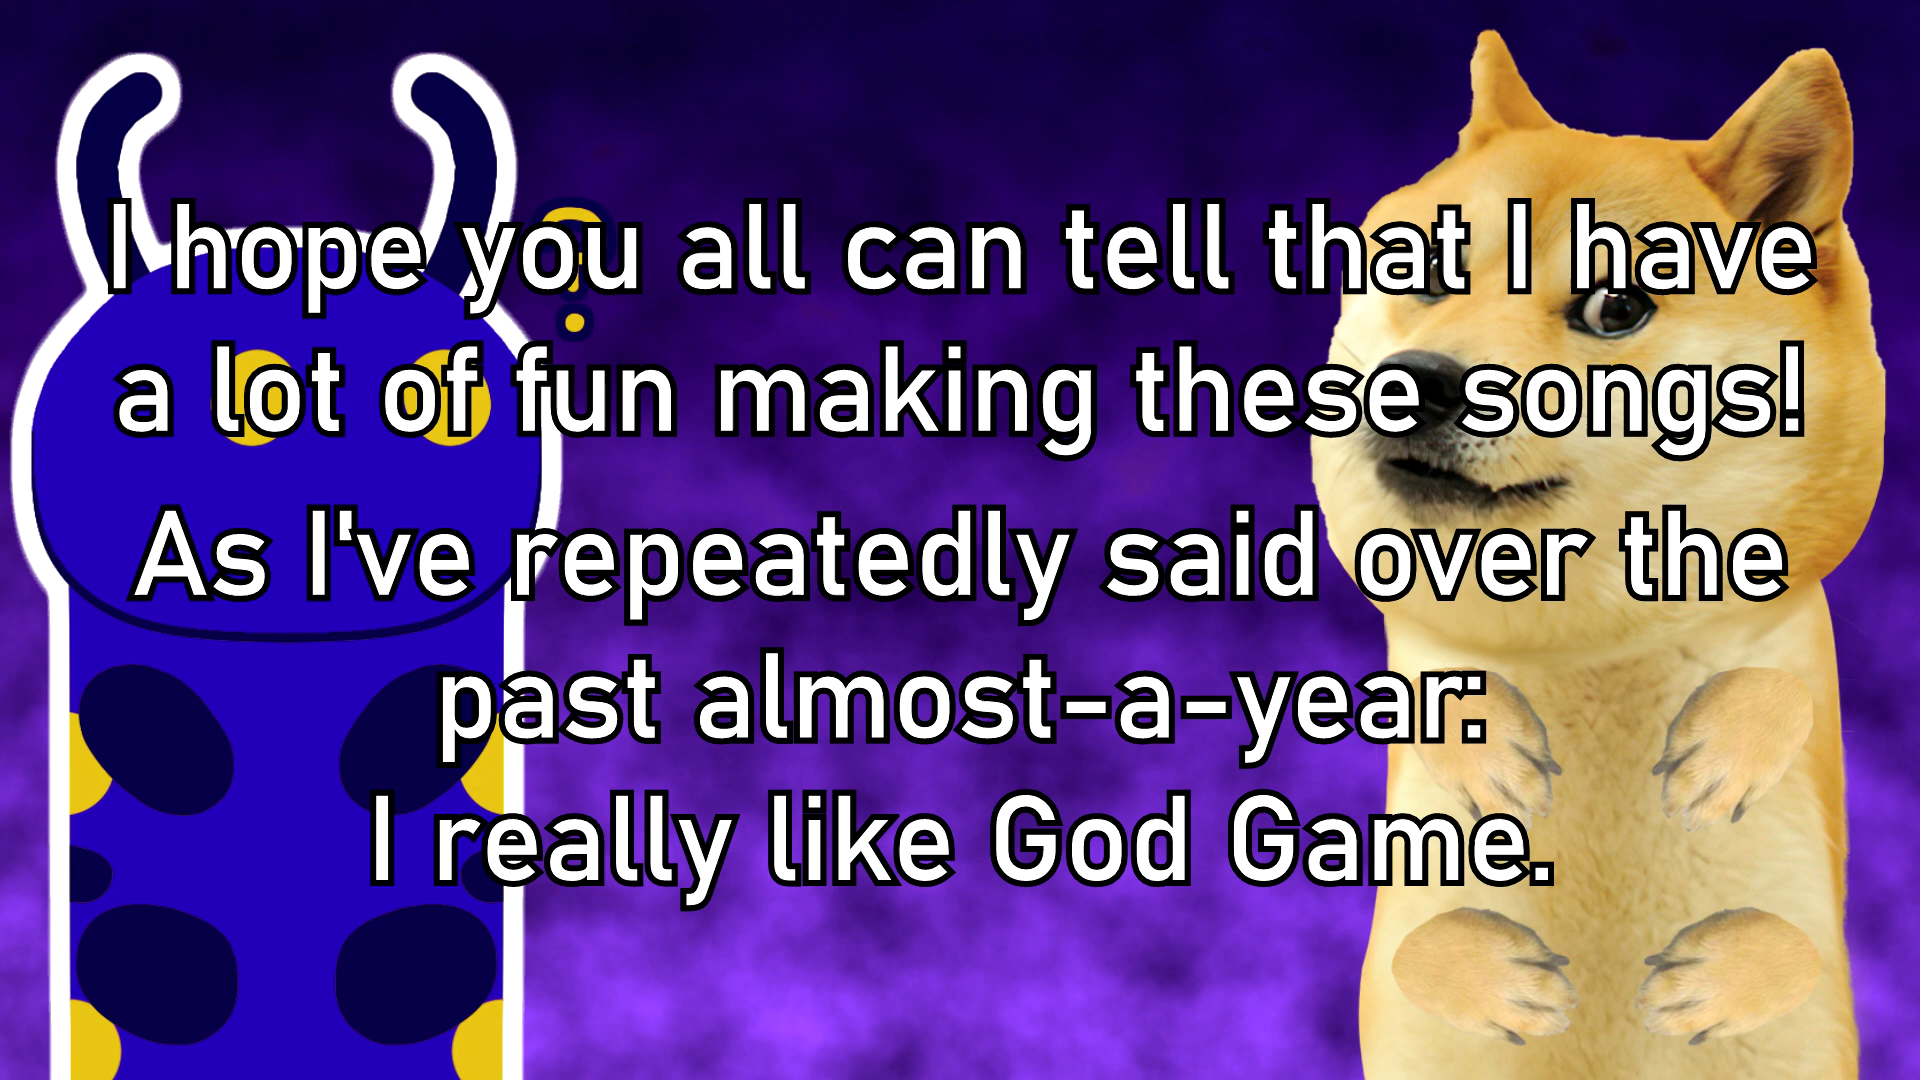 I hope you all can tell that I have
a lot of fun making these songs!
As I've repeatedly said over the
past almost-a-year:
I really like God Game.